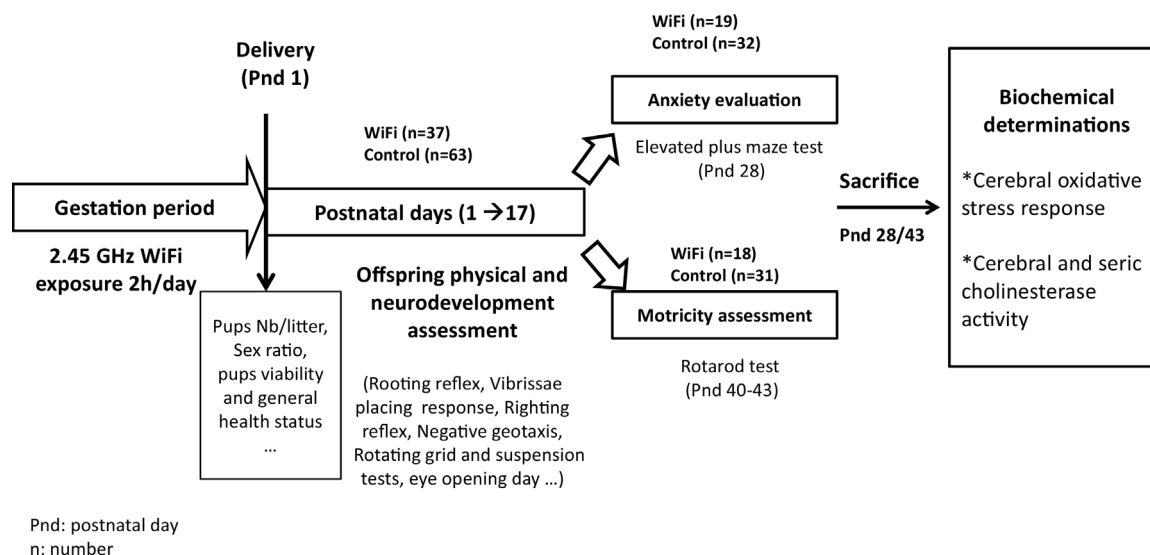 Delivery
(Pnd 1)
WiFi (n=19)
Control (n=32)
Anxiety evaluation
Elevated plus maze test
(Pnd 28)
WiFi (n=37)
Control (n=63)
Gestation period
Postnatal days (1 →17)
2.45 GHz WiFi
exposure 2h/day
Pups Nb/litter,
Sex ratio,
pups viability
and general
health status
...
Offspring physical and
neurodevelopment
assessment
(Rooting reflex, Vibrissae
placing response, Righting
reflex, Negative geotaxis,
Rotating grid and suspension
tests, eye opening day ...)
WiFi (n=18)
Control (n=31)
Motricity assessment
Rotarod test
(Pnd 40-43)
Sacrifice
Pnd 28/43
Biochemical
determinations
*Cerebral oxidative
stress response
*Cerebral and seric
cholinesterase
activity
Pnd: postnatal day
n: number